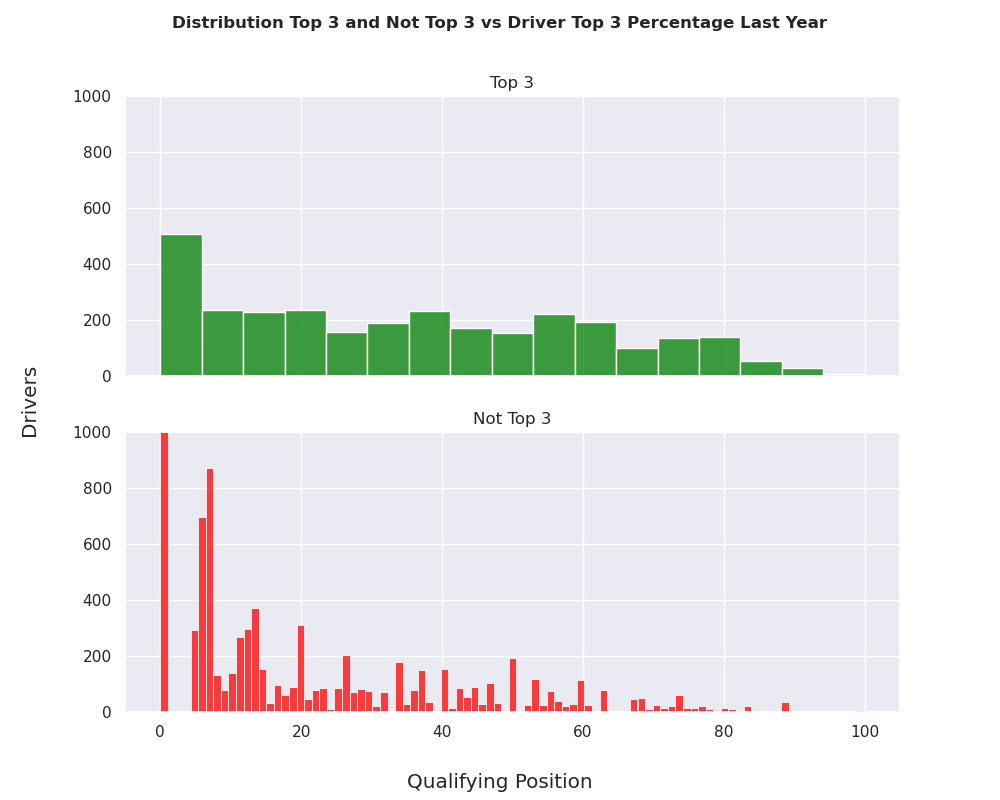 Distribution Top 3 and Not Top 3 vs Driver Top 3 Percentage Last Year
Top 3
1000
800
600
400
200
0
Drivers
Not Top 3
1000
800
600
400
200
0
0 20 40 60 80 100
Qualifying Position